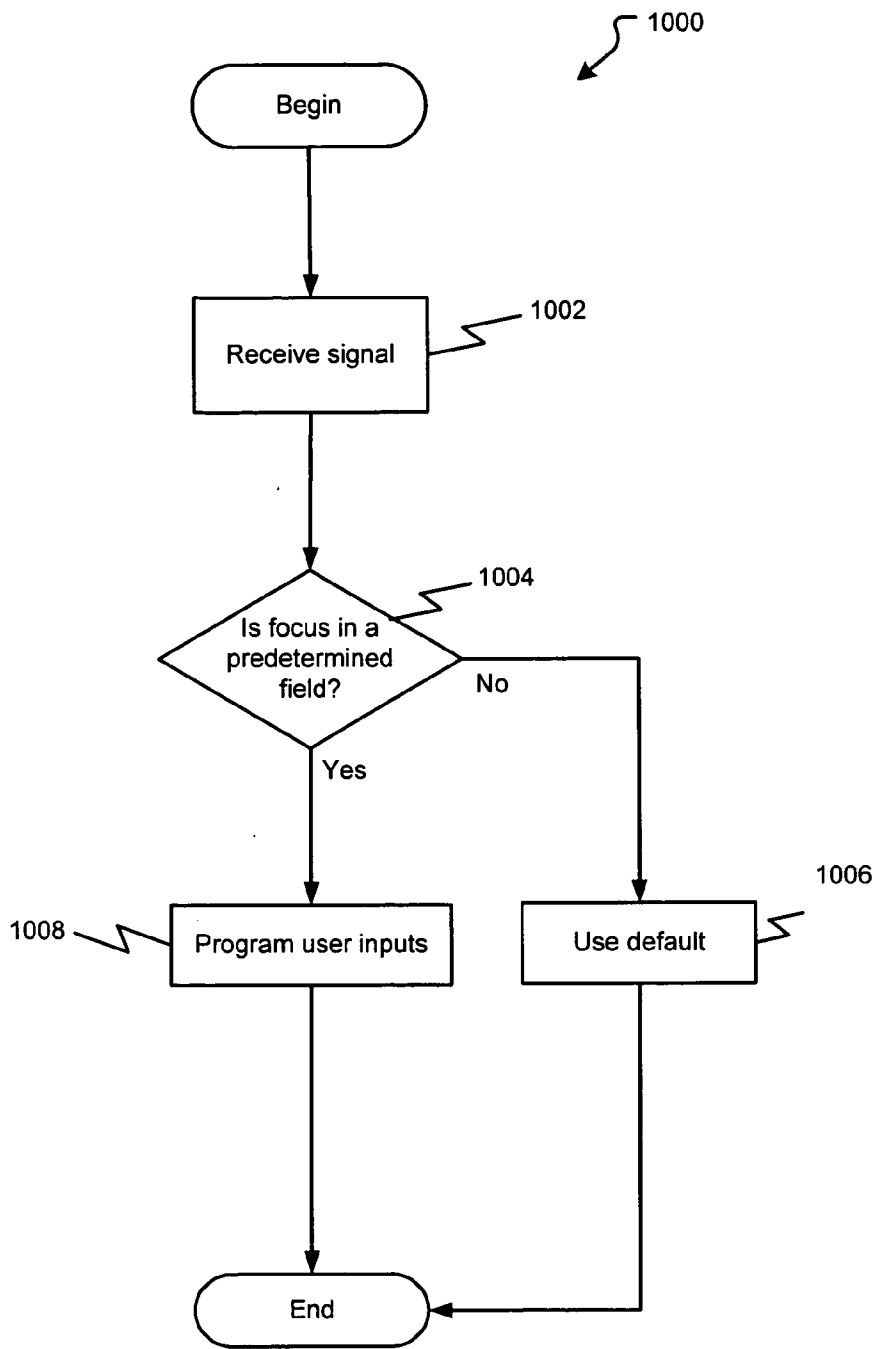 1000
Begin
1002
Receive signal
1004
Is focus in a
predetermined
field?
No
Yes
1006
1008
Program user inputs
Use default
End